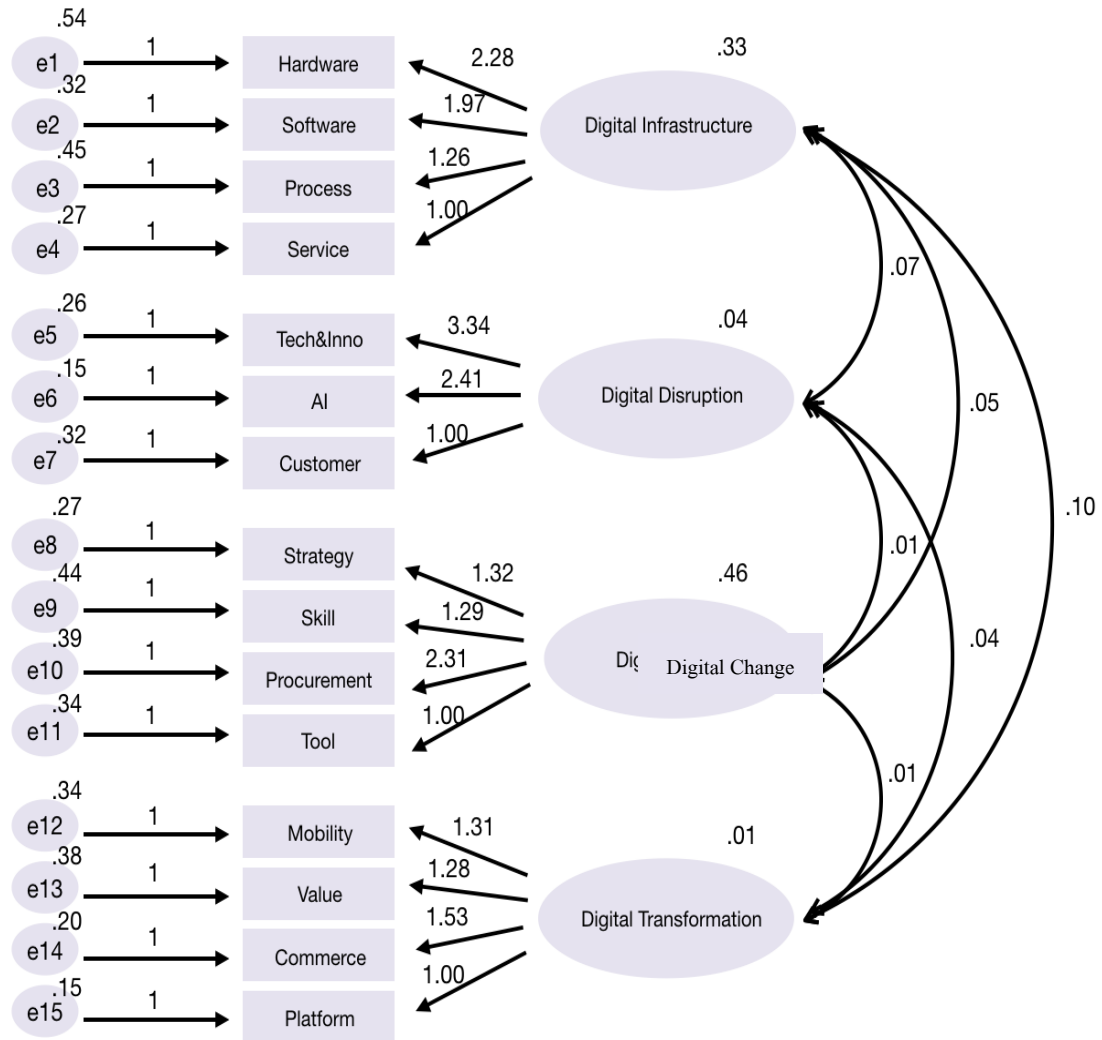 .54
e1
1
Hardware
2.28
.33
.32
e2
1
Software
1.97
Digital Infrastructure
.45
e3
1
Process
1.26
.27
e4
1
Service
1.00
.07
.26
e5
1
Tech&Inno
3.34
.04
.15
e6
1
AI
2.41
Digital Disruption
.05
.32
e7
1
Customer
1.00
.27
e8
1
Strategy
1.32
.46
.01
.10
.44
e9
1
Skill
1.29
.39
e10
1
Procurement
2.31
Digital Change
.04
.34
e11
1
Tool
1.00
.01
.34
e12
1
Mobility
1.31
.01
.38
e13
1
Value
1.28
.20
e14
1
Commerce
1.53
Digital Transformation
.15
e15
1
Platform
1.00